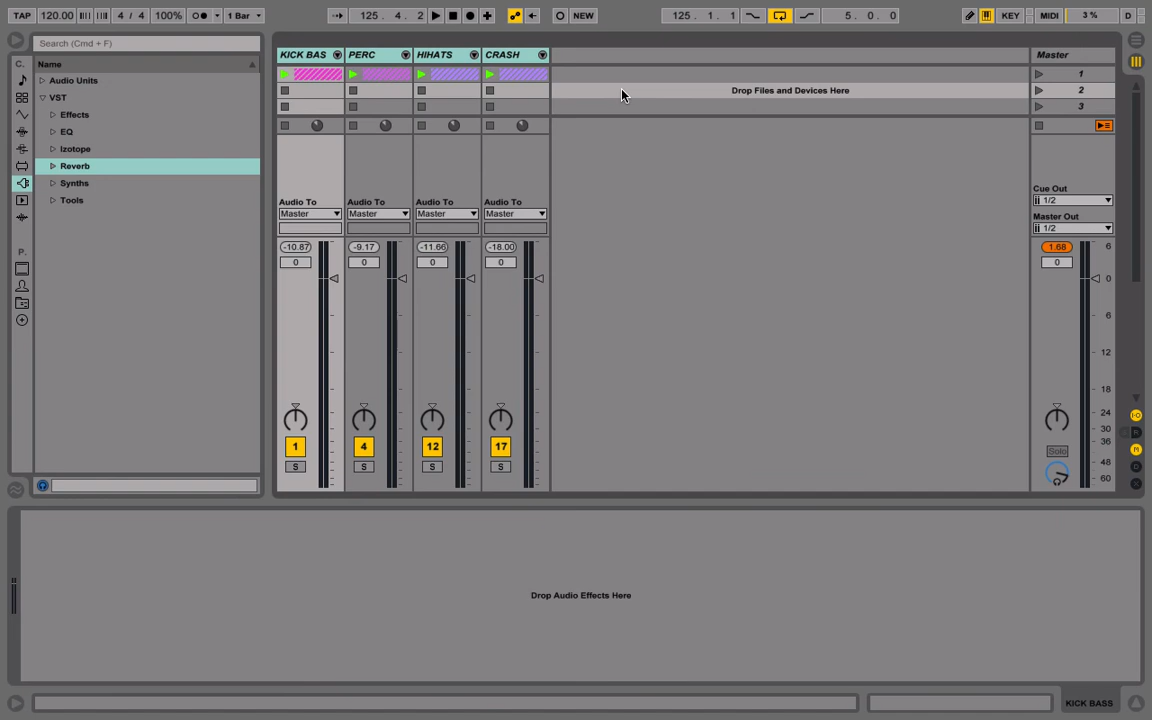 TAP 120.00 4 / 4 100% 1 Bar 125 . 4 . 2 NEW 125 . 1 . 1 5 . 0 . 0 KEY MIDI 3 % D
Search (Cmd + F)
C. Name
Audio Units
VST
Effects
EQ
Izotope
Reverb
Synths
Tools
P.
KICK BAS PERC HIHATS CRASH Master
1
Drop Files and Devices Here 2
3
Audio To Audio To Audio To Audio To
Master Master Master Master
Cue Out
1/2
Master Out
1/2
-10.87 -9.17 -11.66 -18.00 1.68 6
0 0 0 0 0
0
6
12
18
24
30
36
48
60
1 4 12 17
Solo
S S S S
I-O
R
M
D
X
Drop Audio Effects Here
KICK BASS